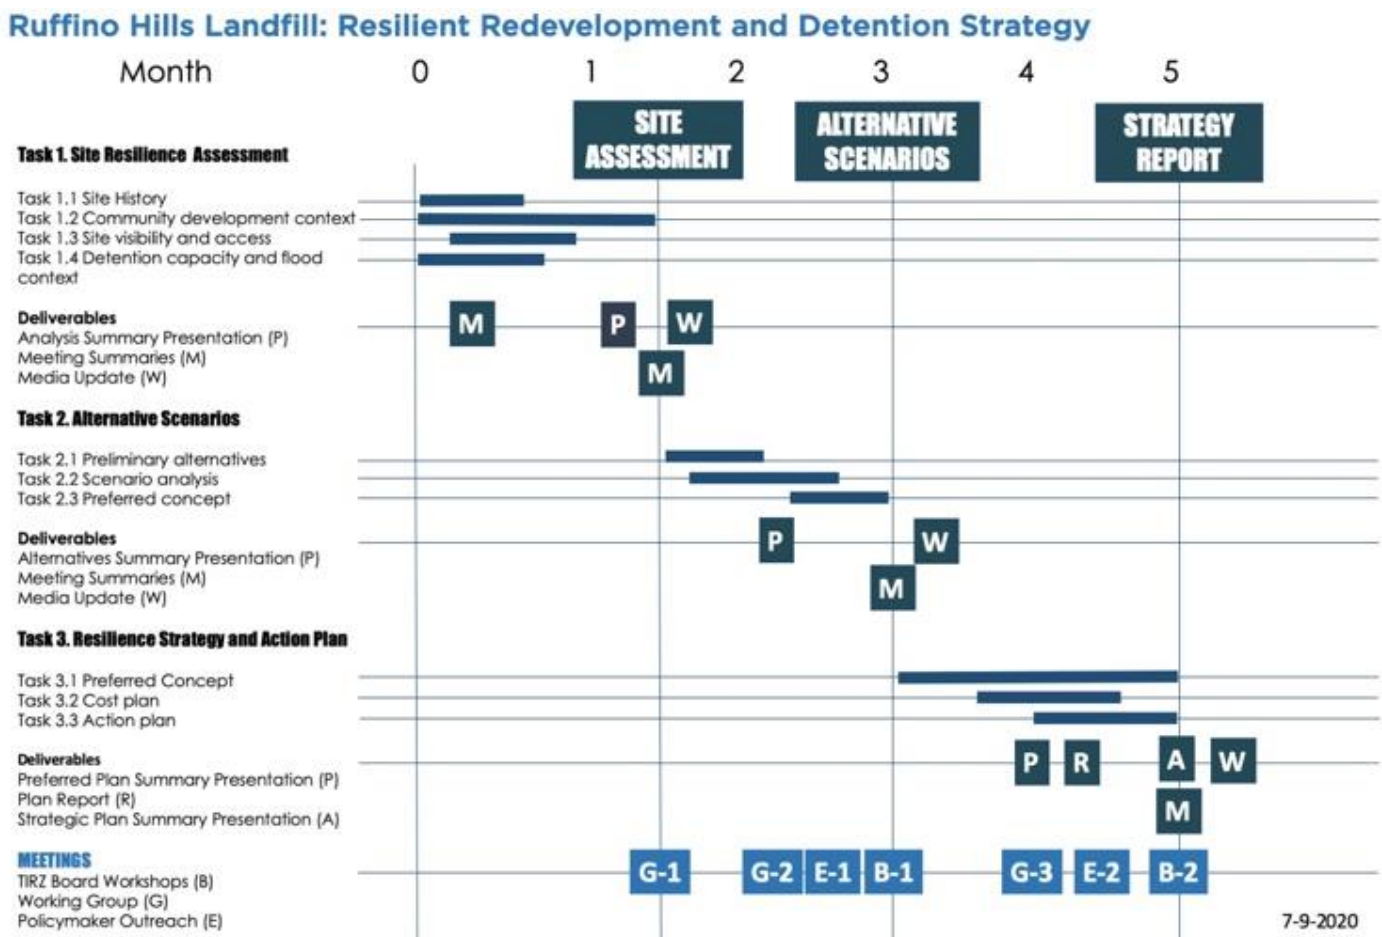 Ruffino Hills Landfill: Resilient Redevelopment and Detention Strategy
Month 0 1 2 3 4 5
SITE
ASSESSMENT
ALTERNATIVE
SCENARIOS
STRATEGY
REPORT
Task 1. Site Resilience Assessment
Task 1.1 Site History
Task 1.2 Community development context
Task 1.3 Site visibility and access
Task 1.4 Detention capacity and flood
context
Deliverables
Analysis Summary Presentation (P)
Meeting Summaries (M)
Media Update (W)
M P W
M
Task 2. Alternative Scenarios
Task 2.1 Preliminary alternatives
Task 2.2 Scenario analysis
Task 2.3 Preferred concept
Deliverables
Alternatives Summary Presentation (P)
Meeting Summaries (M)
Media Update (W)
P W
M
Task 3. Resilience Strategy and Action Plan
Task 3.1 Preferred Concept
Task 3.2 Cost plan
Task 3.3 Action plan
Deliverables
Preferred Plan Summary Presentation (P)
Plan Report (R)
Strategic Plan Summary Presentation (A)
P R A W
M
MEETINGS
TIRZ Board Workshops (B)
Working Group (G)
Policymaker Outreach (E)
G-1 G-2 E-1 B-1 G-3 E-2 B-2
7-9-2020